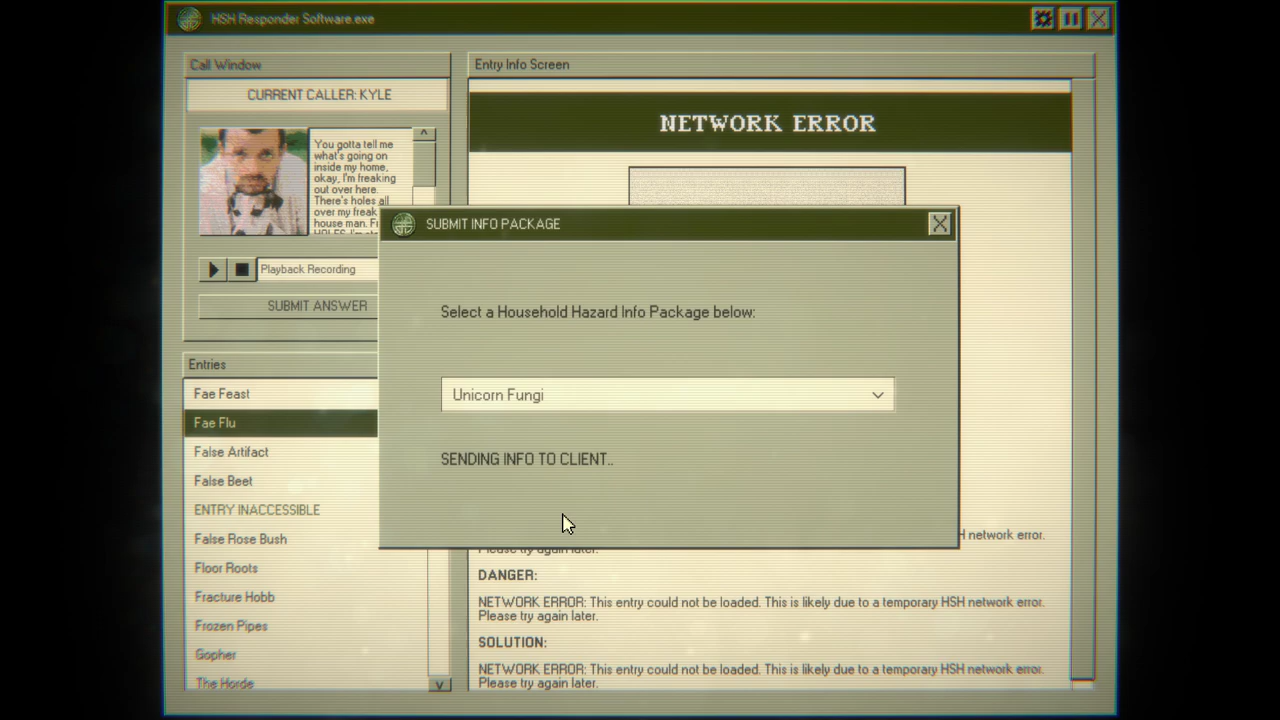 HSH Responder Software.exe
Call Window
CURRENT CALLER: KYLE
You gotta tell me
what's going on
inside my home,
okay, I'm freaking
out over here.
There's holes all
over my freak
house man.
Playback Recording
SUBMIT ANSWER
Entries
Fae Feast
Fae Flu
False Artifact
False Beet
ENTRY INACCESSIBLE
False Rose Bush
Floor Roots
Fracture Hobb
Frozen Pipes
Gopher
The Horde
Entry Info Screen
NETWORK ERROR
SUBMIT INFO PACKAGE
Select a Household Hazard Info Package below:
Unicorn Fungi
SENDING INFO TO CLIENT..
H network error.
Please try again later.
DANGER:
NETWORK ERROR: This entry could not be loaded. This is likely due to a temporary HSH network error.
Please try again later.
SOLUTION:
NETWORK ERROR: This entry could not be loaded. This is likely due to a temporary HSH network error.
Please try again later.